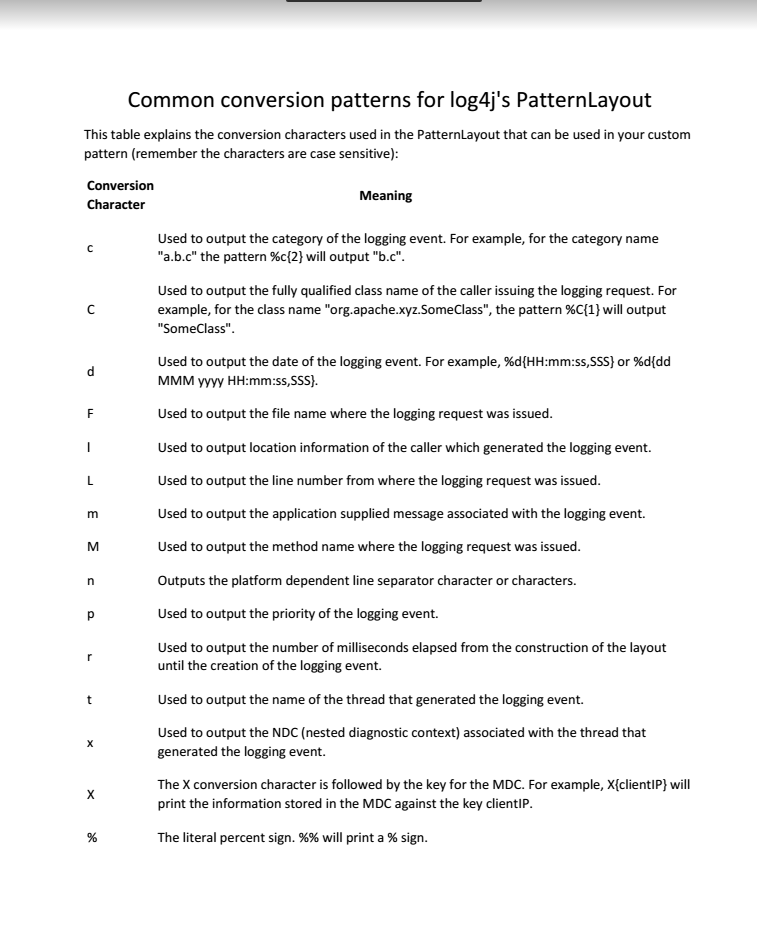 Common conversion patterns for log4j's PatternLayout
This table explains the conversion characters used in the PatternLayout that can be used in your custom
pattern (remember the characters are case sensitive):
Conversion
Character
Meaning
c
Used to output the category of the logging event. For example, for the category name
"a.b.c" the pattern %c{2} will output "b.c".
C
Used to output the fully qualified class name of the caller issuing the logging request. For
example, for the class name "org.apache.xyz.SomeClass", the pattern %C{1} will output
"SomeClass".
d
Used to output the date of the logging event. For example, %d{HH:mm:ss,SSS} or %d{dd
MMM yyyy HH:mm:ss,SSS}.
F
Used to output the file name where the logging request was issued.
l
Used to output location information of the caller which generated the logging event.
L
Used to output the line number from where the logging request was issued.
m
Used to output the application supplied message associated with the logging event.
M
Used to output the method name where the logging request was issued.
n
Outputs the platform dependent line separator character or characters.
p
Used to output the priority of the logging event.
r
Used to output the number of milliseconds elapsed from the construction of the layout
until the creation of the logging event.
t
Used to output the name of the thread that generated the logging event.
x
Used to output the NDC (nested diagnostic context) associated with the thread that
generated the logging event.
X
The X conversion character is followed by the key for the MDC. For example, X{clientIP} will
print the information stored in the MDC against the key clientIP.
%
The literal percent sign. %% will print a % sign.